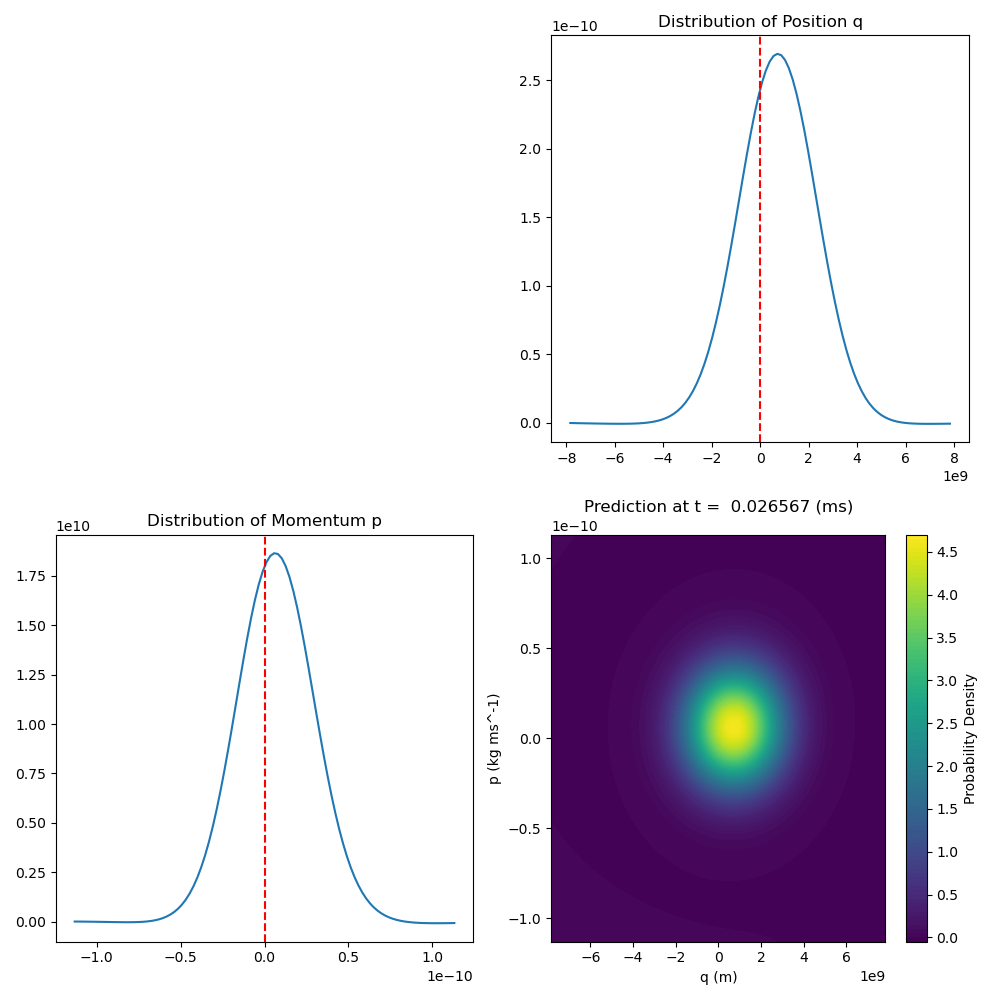 Distribution of Position q
1e−10
2.5
2.0
1.5
1.0
0.5
0.0
−8 −6 −4 −2 0 2 4 6 8
1e9
Distribution of Momentum p
1e10
1.75
1.50
1.25
1.00
0.75
0.50
0.25
0.00
−1.0 −0.5 0.0 0.5 1.0
1e−10
Prediction at t =  0.026567 (ms)
1e−10
1.0
0.5
0.0
−0.5
−1.0
p (kg ms^-1)
−6 −4 −2 0 2 4 6
1e9
q (m)
4.5
4.0
3.5
3.0
2.5
2.0
1.5
1.0
0.5
0.0
Probability Density